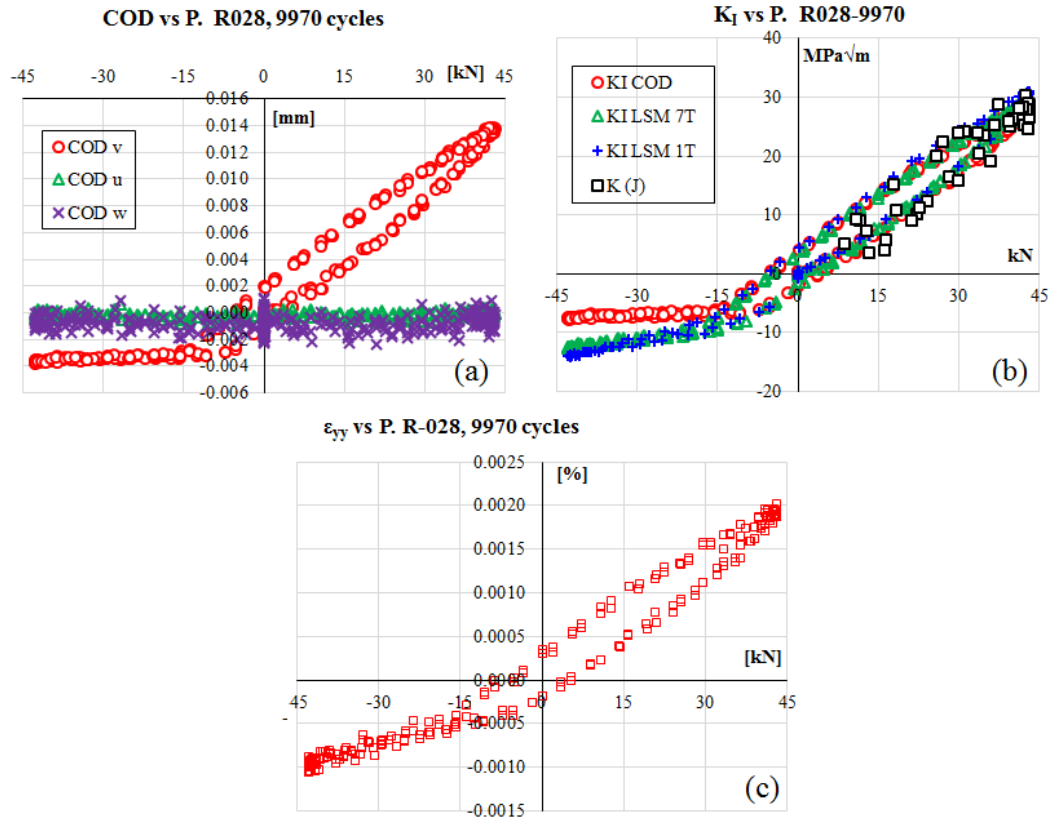 COD vs P. R028, 9970 cycles
-45 -30 -15 0 15 30 45
[kN]
0.016
[mm]
0.014
0.012
0.010
0.008
0.006
0.004
0.002
0.000
-0.002
-0.004
-0.006
COD v
COD u
COD w
(a)
K_I vs P. R028-9970
40
MPa√m
30
20
10
0
-10
-20
KI COD
KI LSM 7T
KI LSM 1T
K (J)
kN
-45 -30 -15 0 15 30 45
(b)
ε_yy vs P. R-028, 9970 cycles
0.0025
[%]
0.0020
0.0015
0.0010
0.0005
[kN]
0.0000
45 -30 -15 0 15 30 45
-
-0.0005
-0.0010
-0.0015
(c)